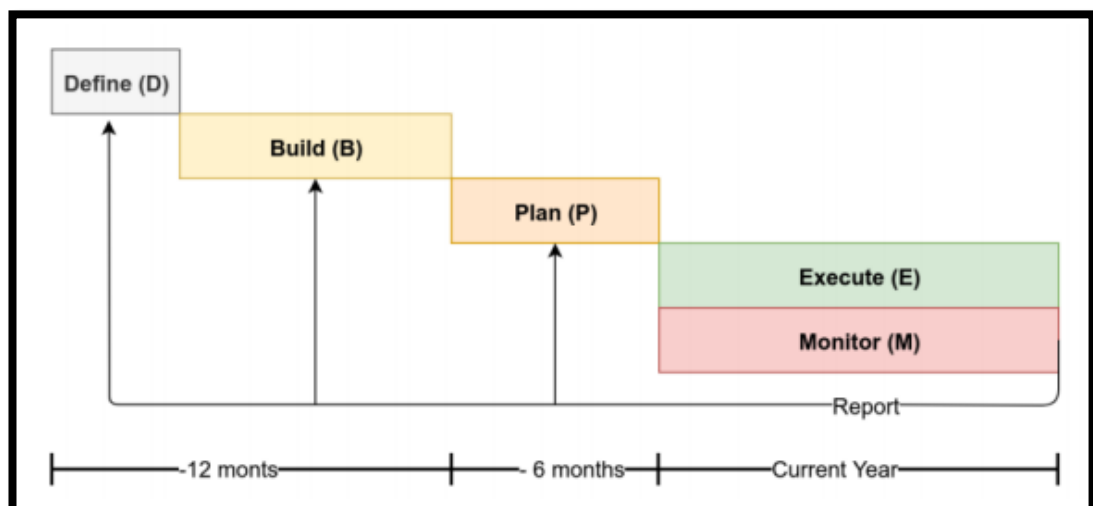 Define (D)
Build (B)
Plan (P)
Execute (E)
Monitor (M)
Report
-12 monts
- 6 months
Current Year